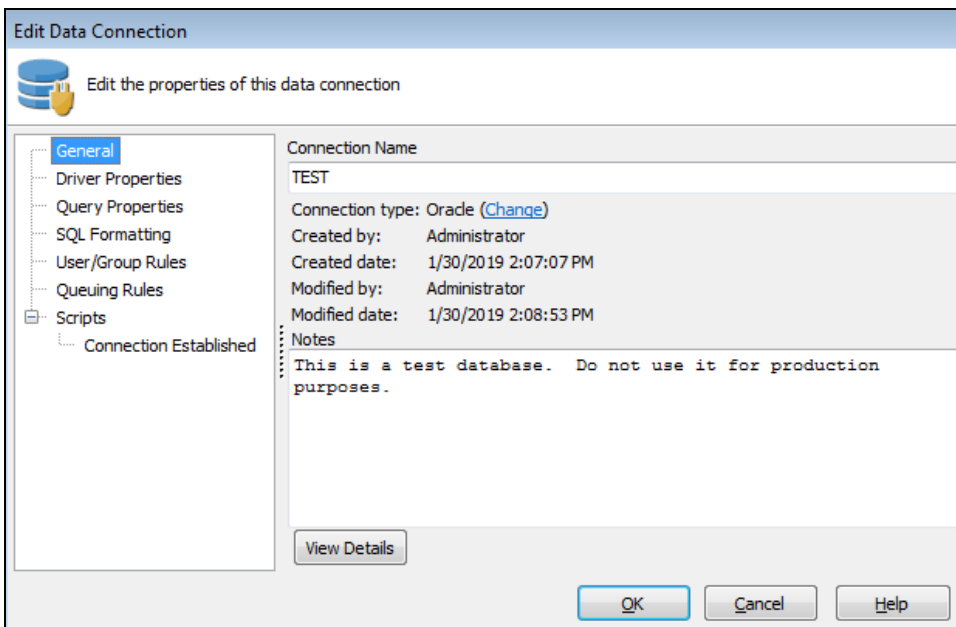 Edit Data Connection
Edit the properties of this data connection
General
Driver Properties
Query Properties
SQL Formatting
User/Group Rules
Queuing Rules
Scripts
Connection Established
Connection Name
TEST
Connection type: Oracle (Change)
Created by: Administrator
Created date: 1/30/2019 2:07:07 PM
Modified by: Administrator
Modified date: 1/30/2019 2:08:53 PM
Notes
This is a test database.  Do not use it for production
purposes.
View Details
OK Cancel Help